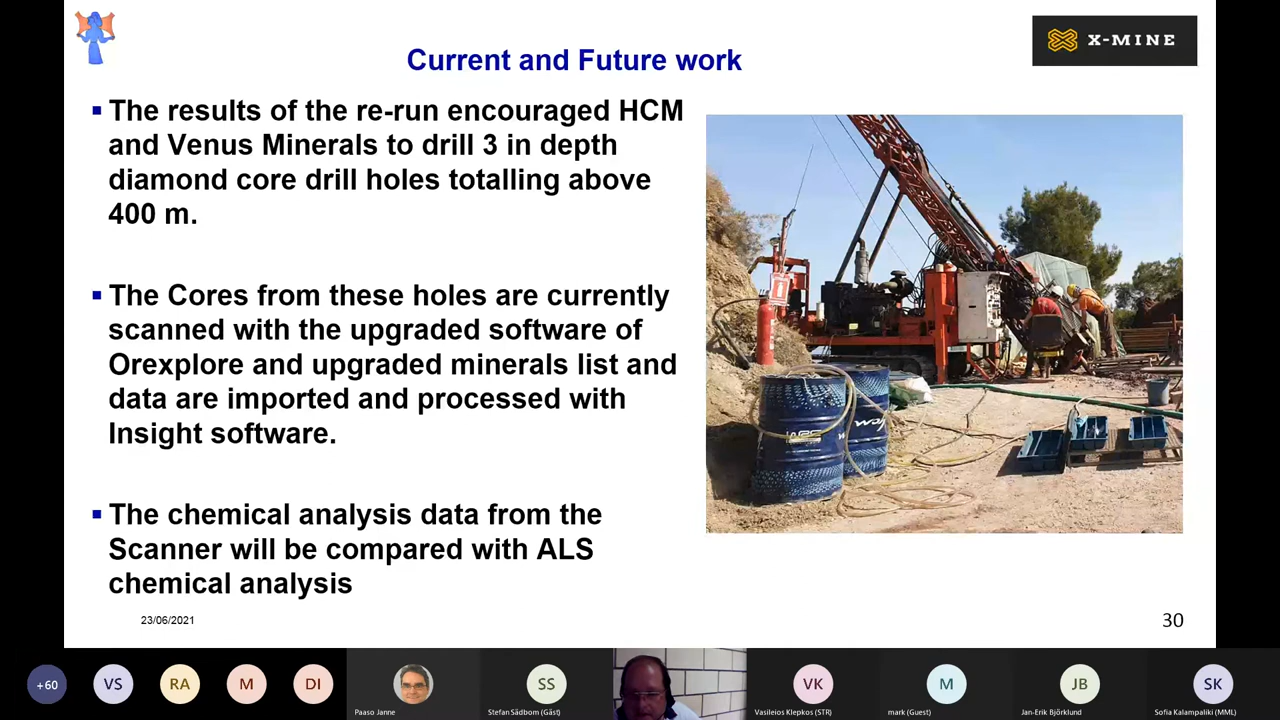 X-MINE
Current and Future work
The results of the re-run encouraged HCM
and Venus Minerals to drill 3 in depth
diamond core drill holes totalling above
400 m.
The Cores from these holes are currently
scanned with the upgraded software of
Orexplore and upgraded minerals list and
data are imported and processed with
Insight software.
The chemical analysis data from the
Scanner will be compared with ALS
chemical analysis
23/06/2021
30
+60
VS
RA
M
DI
Paaso Janne
SS
Stefan Sädbom (Gäst)
VK
Vasileios Klepkos (STR)
M
mark (Guest)
JB
Jan-Erik Björklund
SK
Sofia Kalampaliki (MML)